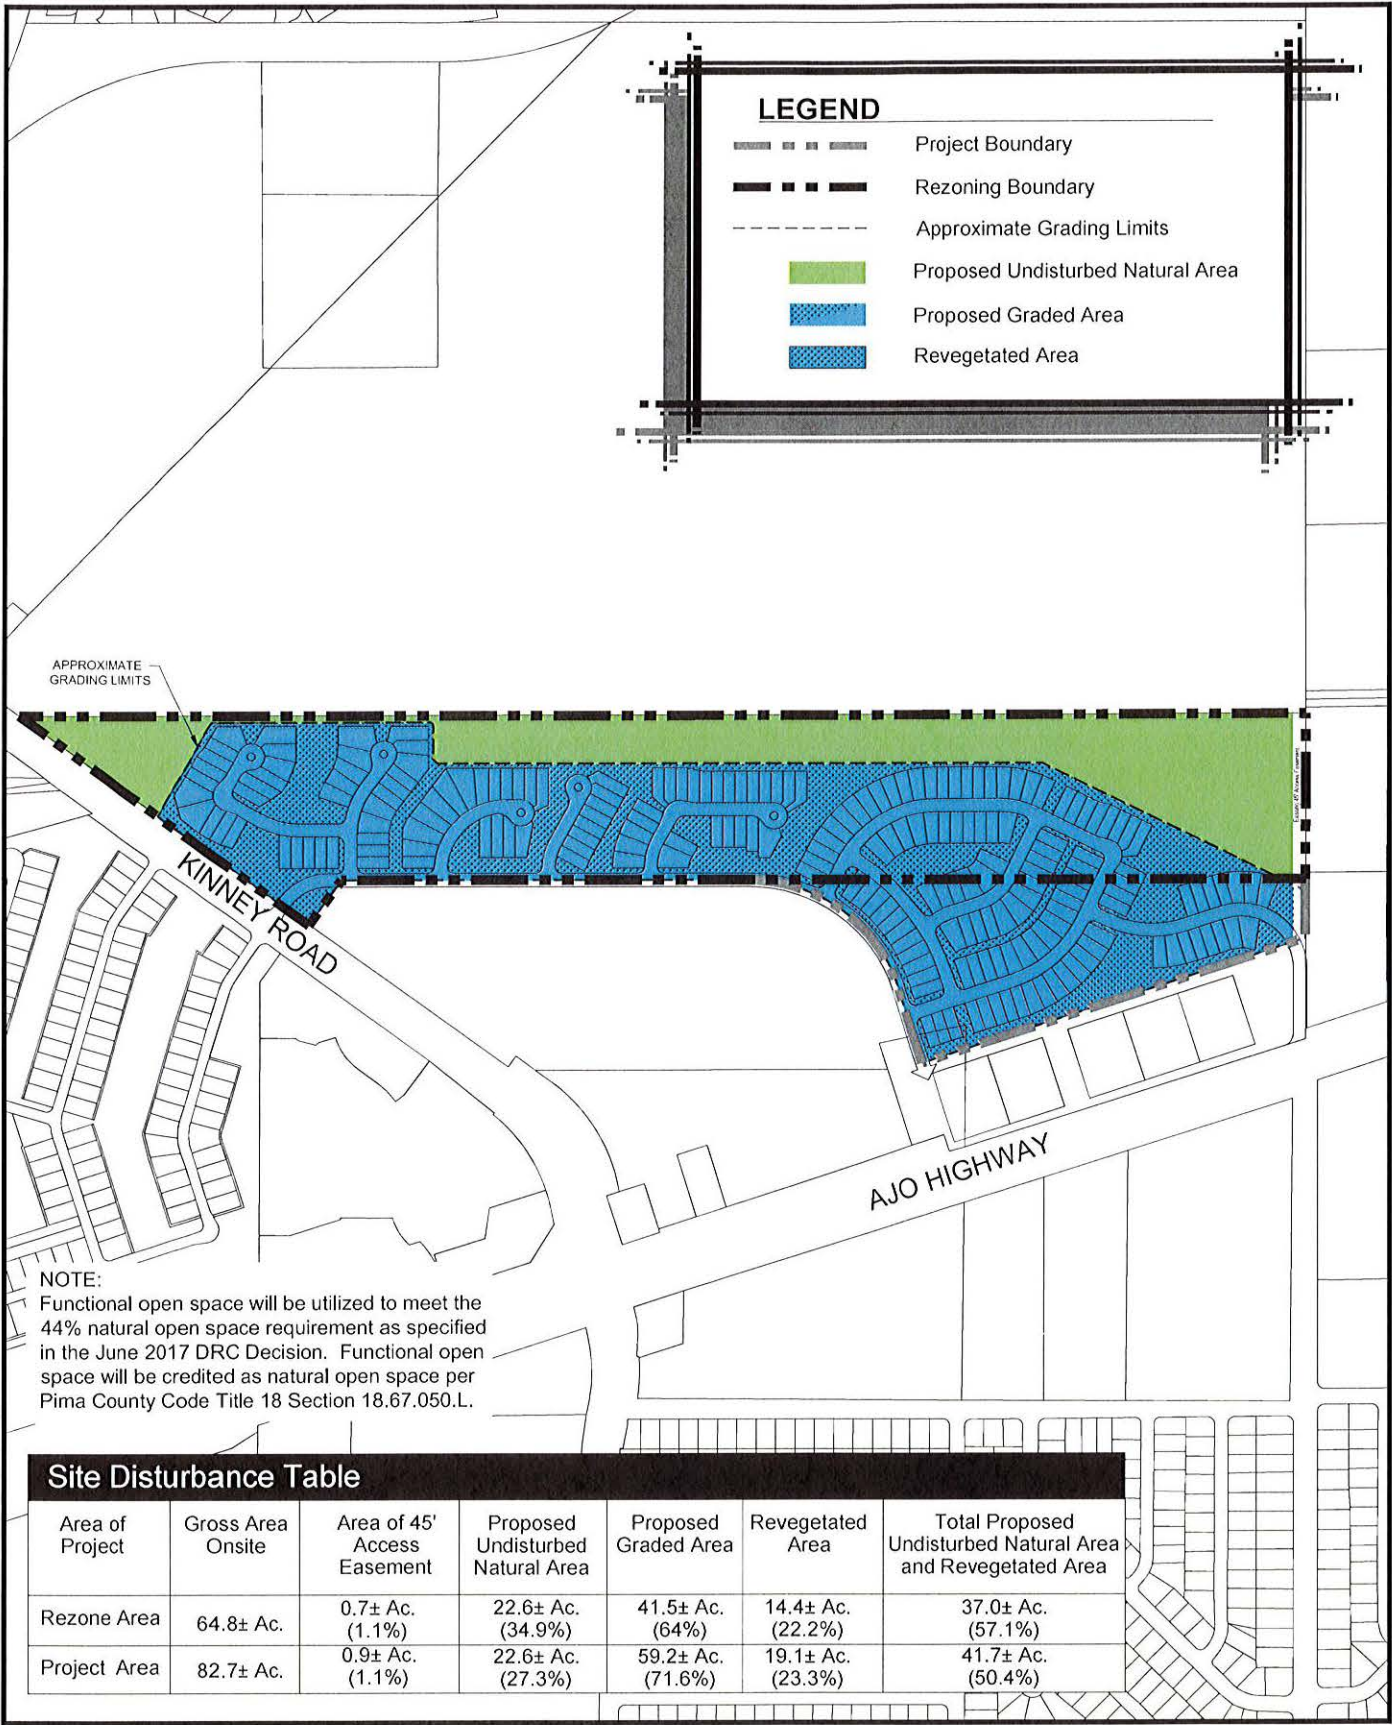 LEGEND
Project Boundary
Rezoning Boundary
Approximate Grading Limits
Proposed Undisturbed Natural Area
Proposed Graded Area
Revegetated Area
APPROXIMATE
GRADING LIMITS
KINNEY ROAD
AJO HIGHWAY
NOTE:
Functional open space will be utilized to meet the
44% natural open space requirement as specified
in the June 2017 DRC Decision. Functional open
space will be credited as natural open space per
Pima County Code Title 18 Section 18.67.050.L.
Site Disturbance Table
Area of
Project
Gross Area
Onsite
Area of 45'
Access
Easement
Proposed
Undisturbed
Natural Area
Proposed
Graded Area
Revegetated
Area
Total Proposed
Undisturbed Natural Area
and Revegetated Area
Rezone Area
64.8± Ac.
0.7± Ac.
(1.1%)
22.6± Ac.
(34.9%)
41.5± Ac.
(64%)
14.4± Ac.
(22.2%)
37.0± Ac.
(57.1%)
Project Area
82.7± Ac.
0.9± Ac.
(1.1%)
22.6± Ac.
(27.3%)
59.2± Ac.
(71.6%)
19.1± Ac.
(23.3%)
41.7± Ac.
(50.4%)